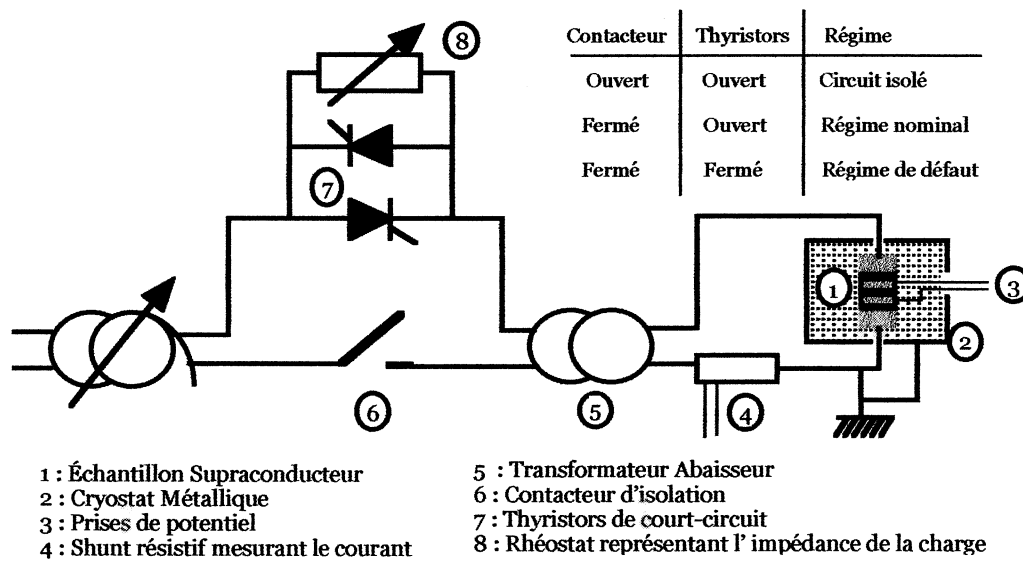 8
Contacteur Thyristors Régime
Ouvert Ouvert Circuit isolé
Fermé Ouvert Régime nominal
Fermé Fermé Régime de défaut
7
1
3
2
6
5
4
1 : Échantillon Supraconducteur
2 : Cryostat Métallique
3 : Prises de potentiel
4 : Shunt résistif mesurant le courant
5 : Transformateur Abaisseur
6 : Contacteur d'isolation
7 : Thyristors de court-circuit
8 : Rhéostat représentant l' impédance de la charge